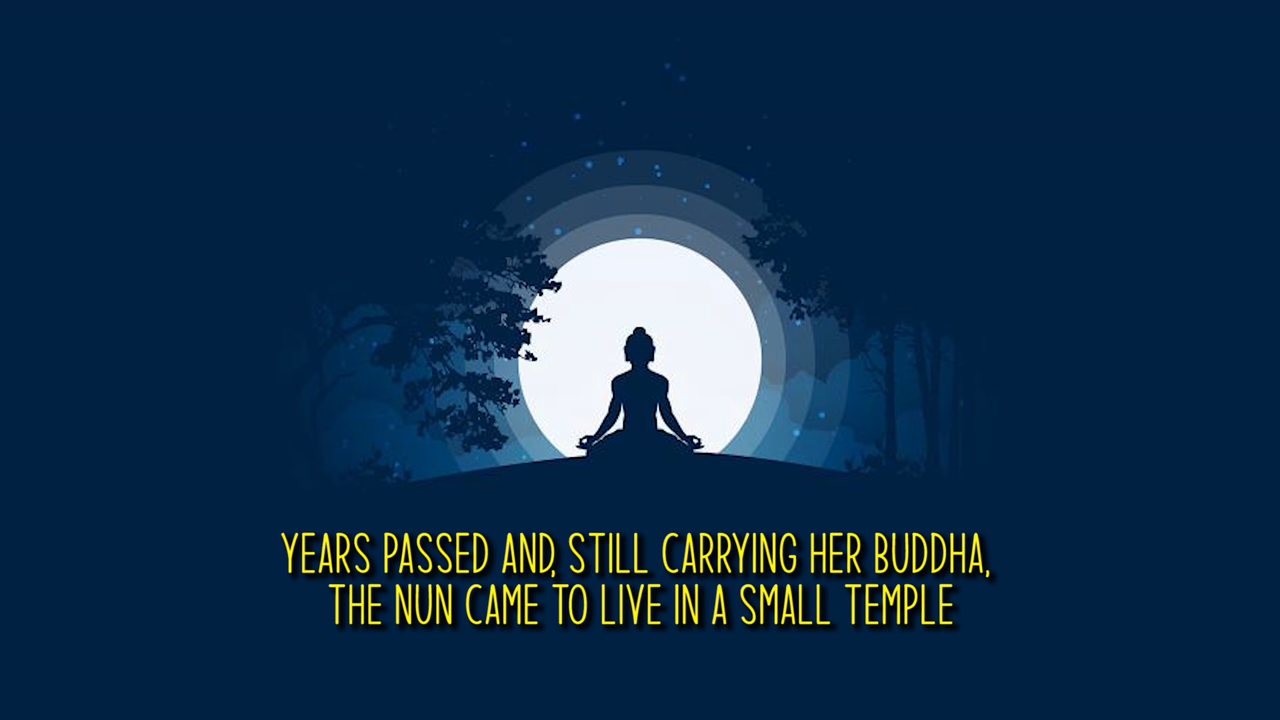 YEARS PASSED AND, STILL CARRYING HER BUDDHA,
THE NUN CAME TO LIVE IN A SMALL TEMPLE